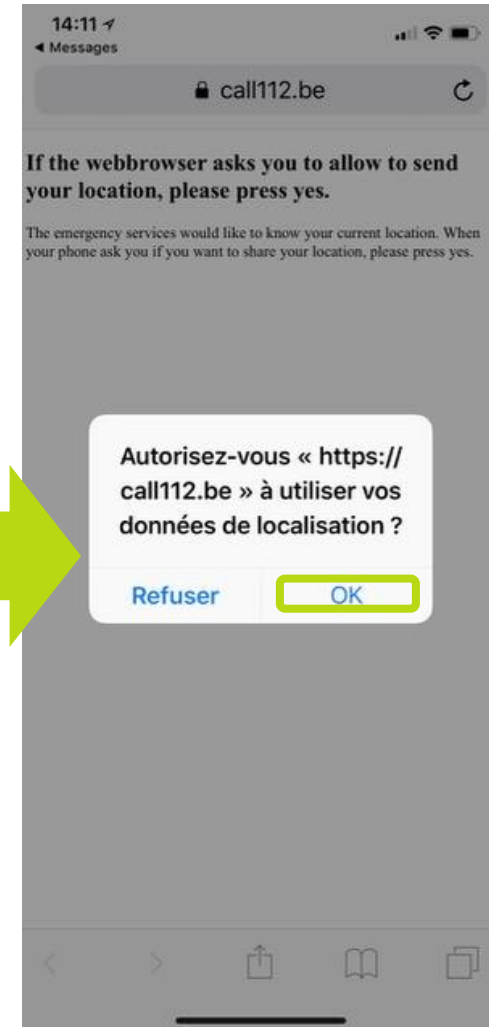 14:11
Messages
call112.be
If the webbrowser asks you to allow to send
your location, please press yes.
The emergency services would like to know your current location. When
your phone ask you if you want to share your location, please press yes.
Autorisez-vous « https://
call112.be » à utiliser vos
données de localisation ?
Refuser OK